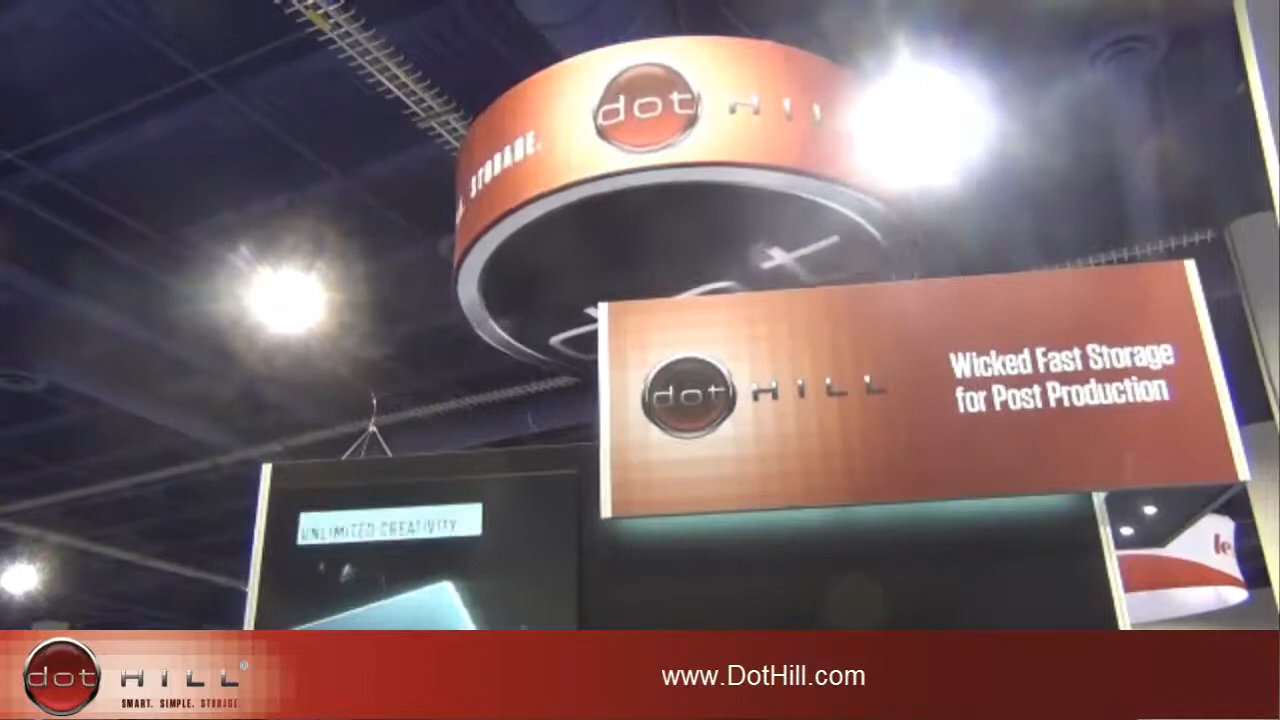 dot HILL
STORAGE.
dot HILL
Wicked Fast Storage
for Post Production
UNLIMITED CREATIVITY
dot HILL®
SMART. SIMPLE. STORAGE.
www.DotHill.com